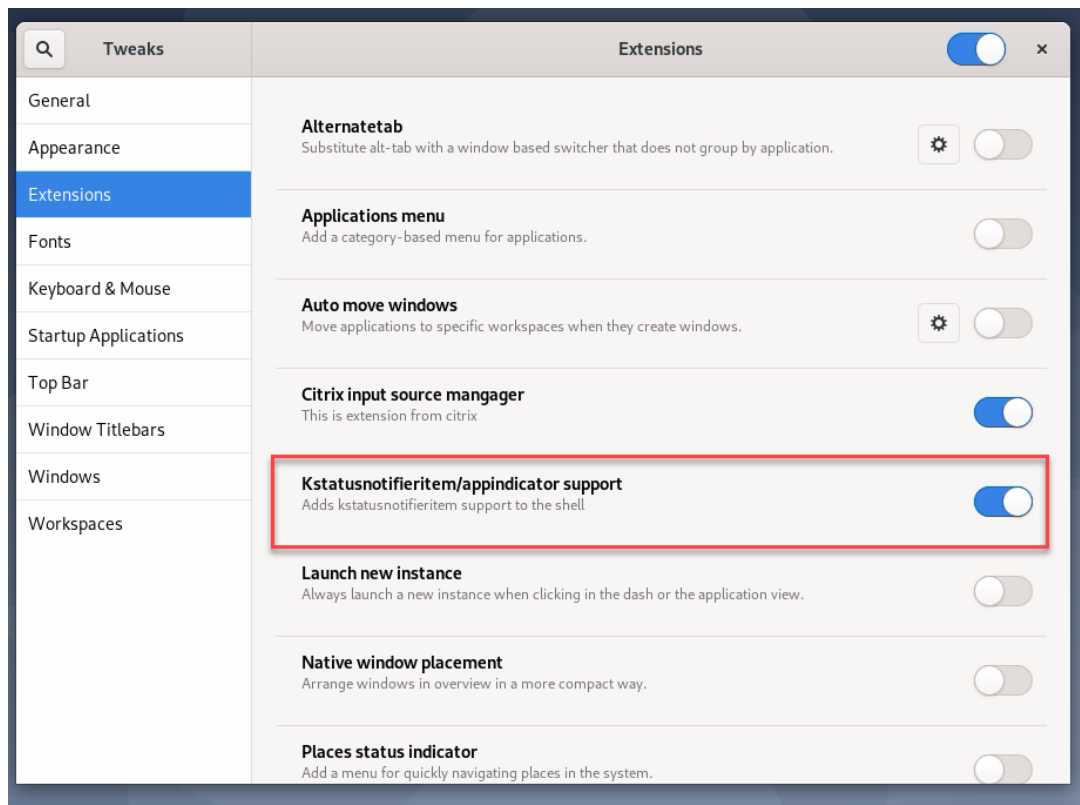 Tweaks
Extensions
General
Appearance
Extensions
Fonts
Keyboard & Mouse
Startup Applications
Top Bar
Window Titlebars
Windows
Workspaces
Alternatetab
Substitute alt-tab with a window based switcher that does not group by application.
Applications menu
Add a category-based menu for applications.
Auto move windows
Move applications to specific workspaces when they create windows.
Citrix input source mangager
This is extension from citrix
Kstatusnotifieritem/appindicator support
Adds kstatusnotifieritem support to the shell
Launch new instance
Always launch a new instance when clicking in the dash or the application view.
Native window placement
Arrange windows in overview in a more compact way.
Places status indicator
Add a menu for quickly navigating places in the system.